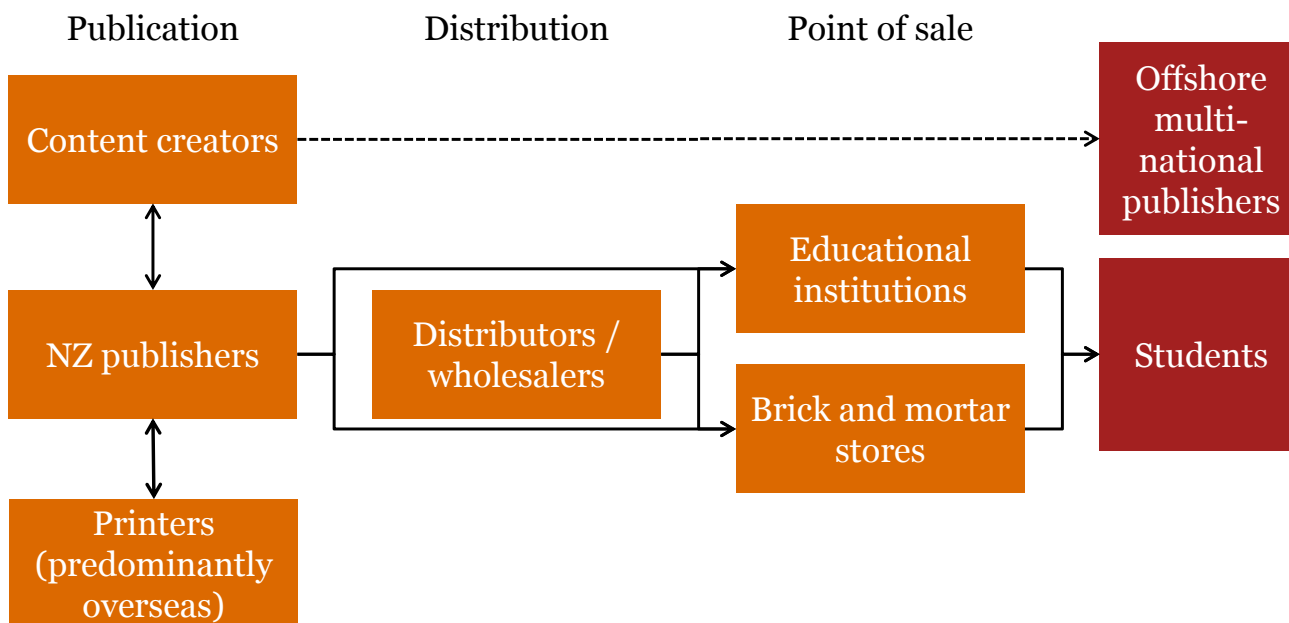 Publication
Distribution
Point of sale
Offshore
multi-
national
publishers
Content creators
Educational
institutions
NZ publishers
Distributors /
wholesalers
Students
Brick and mortar
stores
Printers
(predominantly
overseas)